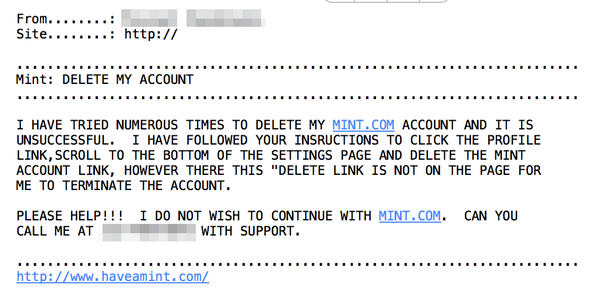 From........:
Site........: http://
.......................................................................
Mint: DELETE MY ACCOUNT
.......................................................................
I HAVE TRIED NUMEROUS TIMES TO DELETE MY MINT.COM ACCOUNT AND IT IS
UNSUCCESSFUL.  I HAVE FOLLOWED YOUR INSRUCTIONS TO CLICK THE PROFILE
LINK,SCROLL TO THE BOTTOM OF THE SETTINGS PAGE AND DELETE THE MINT
ACCOUNT LINK, HOWEVER THERE THIS "DELETE LINK IS NOT ON THE PAGE FOR
ME TO TERMINATE THE ACCOUNT.
PLEASE HELP!!!  I DO NOT WISH TO CONTINUE WITH MINT.COM.  CAN YOU
CALL ME AT WITH SUPPORT.
.......................................................................
http://www.haveamint.com/